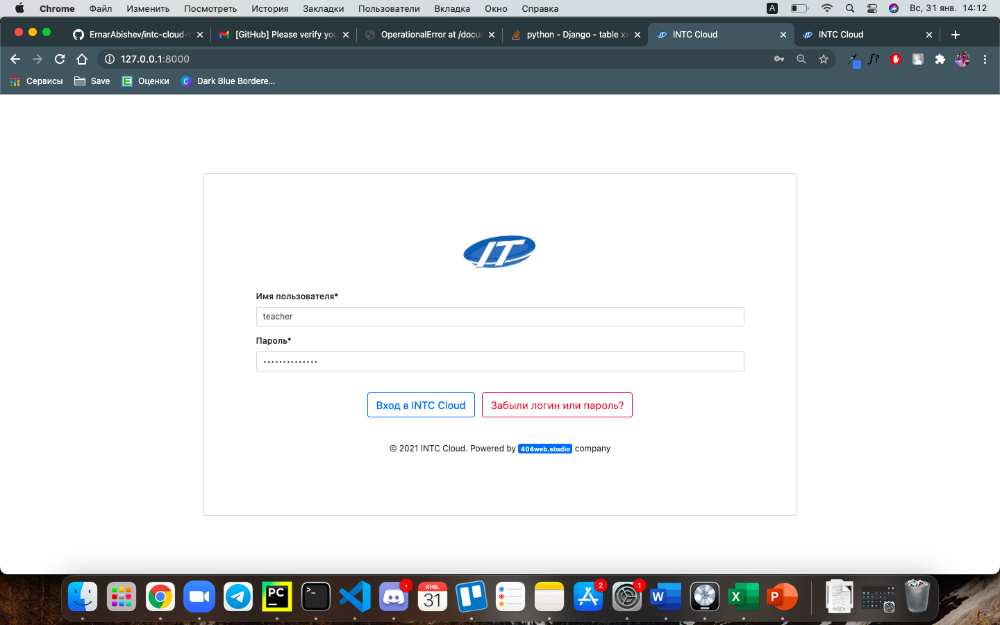 Chrome Файл Изменить Посмотреть История Закладки Пользователи Вкладка Окно Справка A Вс, 31 янв. 14:12
ErnarAbishev/intc-cloud- [GitHub] Please verify you OperationalError at /docu python - Django - table INTC Cloud INTC Cloud
127.0.0.1:8000 f?
Сервисы Save E Оценки C Dark Blue Bordere...
IT
Имя пользователя*
teacher
Пароль*
••••••••••••••
Вход в INTC Cloud Забыли логин или пароль?
© 2021 INTC Cloud. Powered by 404web.studio company
PC >_ ЯНВ. 31 2 1 W X P DOCX